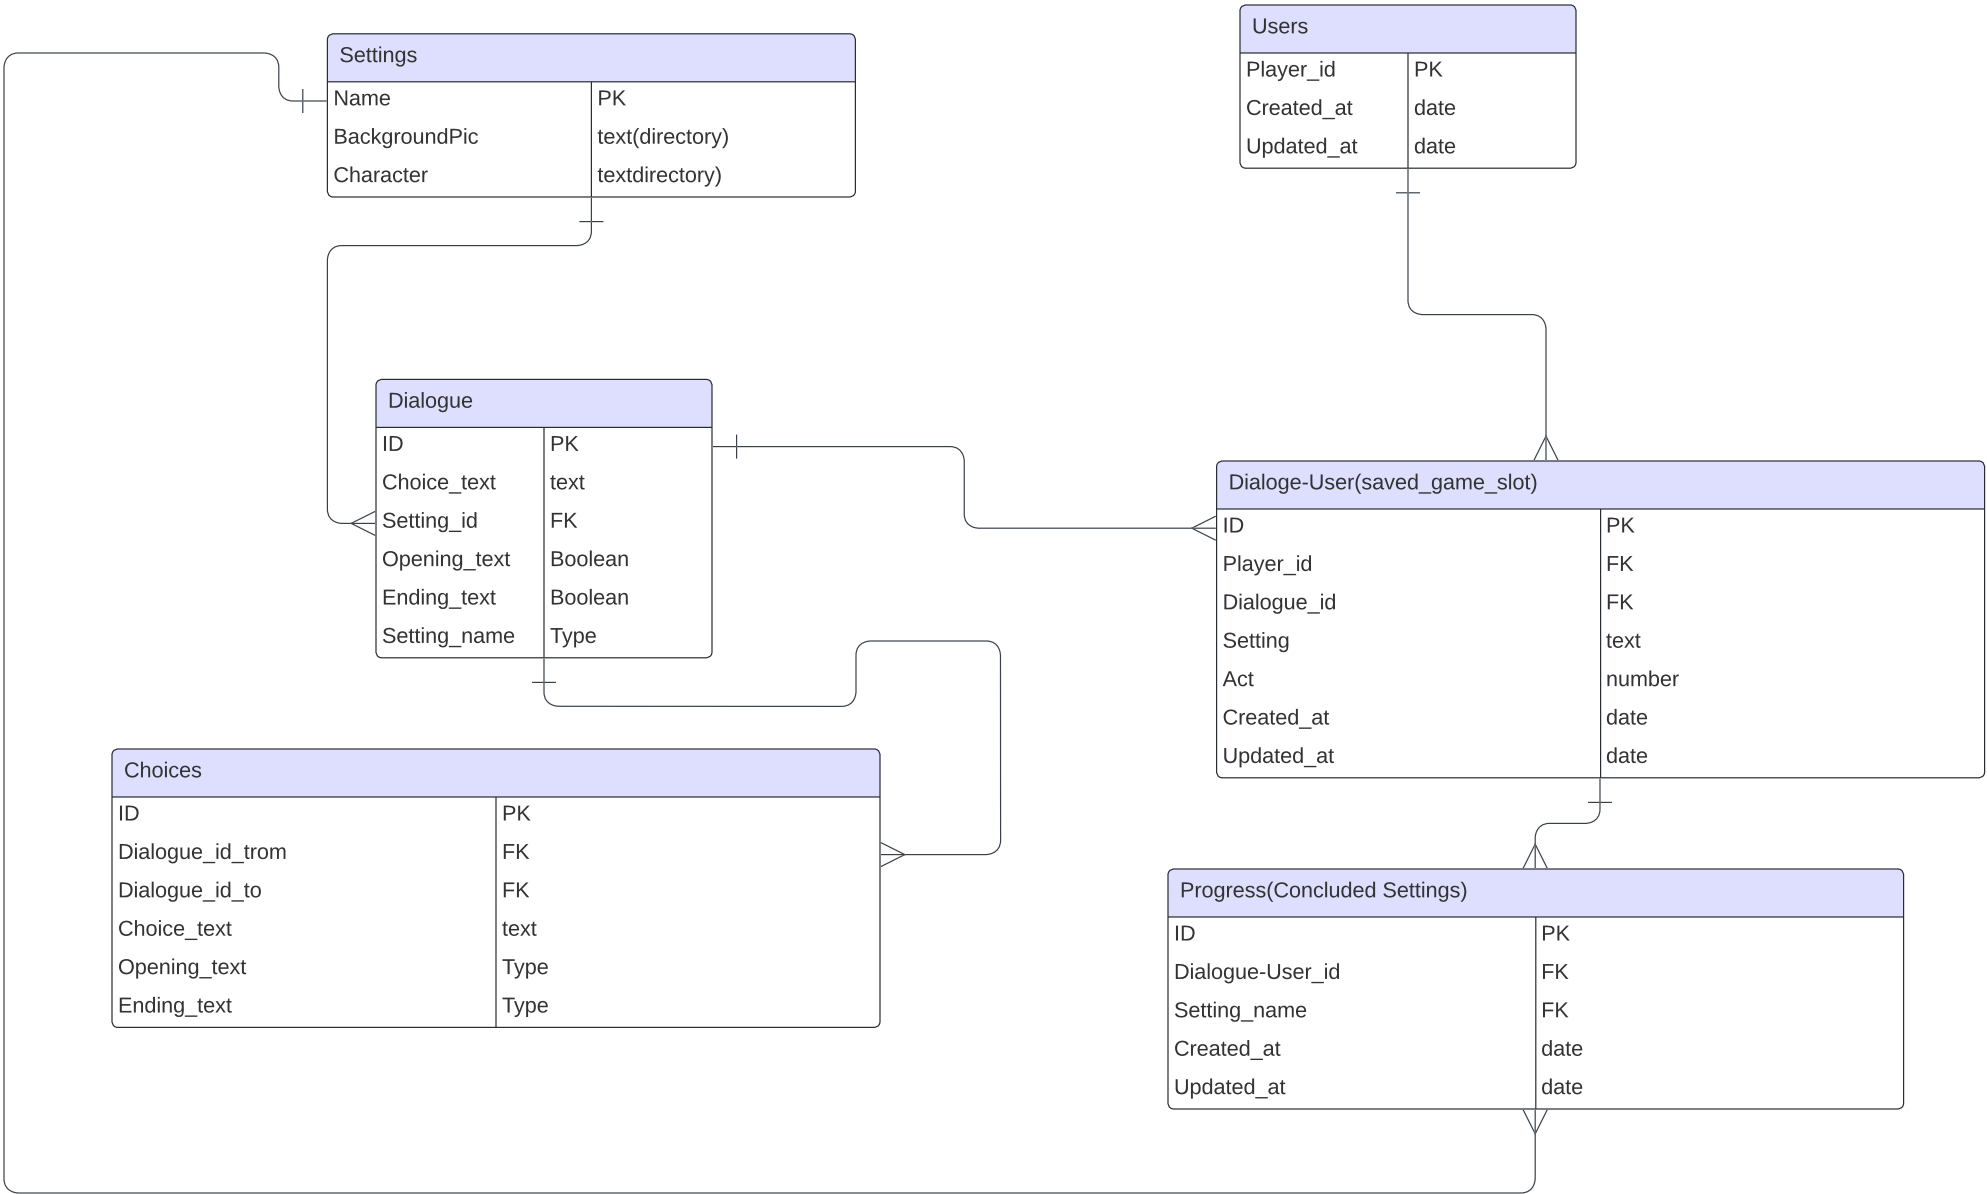 Settings
Name PK
BackgroundPic text(directory)
Character textdirectory)
Users
Player_id PK
Created_at date
Updated_at date
Dialogue
ID PK
Choice_text text
Setting_id FK
Opening_text Boolean
Ending_text Boolean
Setting_name Type
Dialoge-User(saved_game_slot)
ID PK
Player_id FK
Dialogue_id FK
Setting text
Act number
Created_at date
Updated_at date
Choices
ID PK
Dialogue_id_trom FK
Dialogue_id_to FK
Choice_text text
Opening_text Type
Ending_text Type
Progress(Concluded Settings)
ID PK
Dialogue-User_id FK
Setting_name FK
Created_at date
Updated_at date